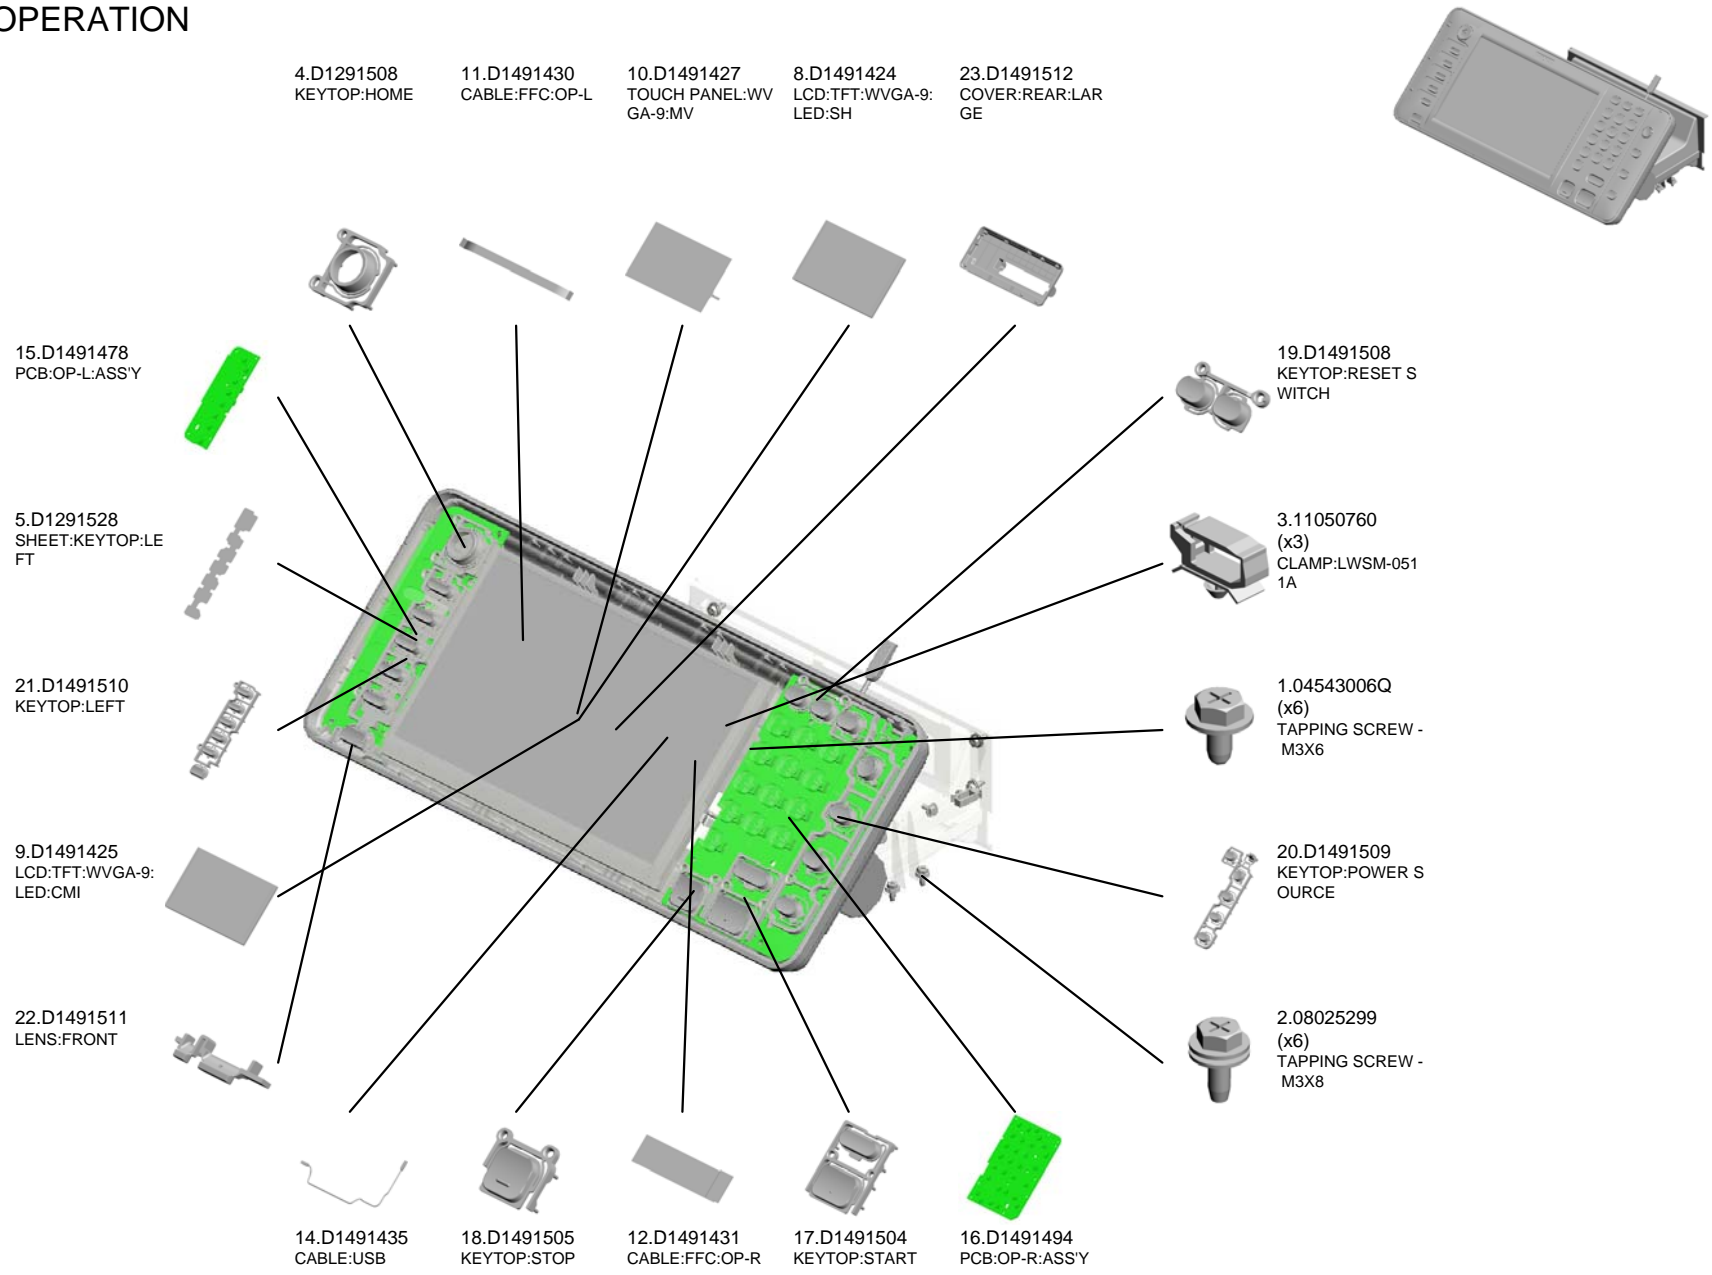 OPERATION
4.D1291508
KEYTOP:HOME
11.D1491430
CABLE:FFC:OP-L
10.D1491427
TOUCH PANEL:WV
GA-9:MV
8.D1491424
LCD:TFT:WVGA-9:
LED:SH
23.D1491512
COVER:REAR:LAR
GE
15.D1491478
PCB:OP-L:ASS'Y
19.D1491508
KEYTOP:RESET S
WITCH
5.D1291528
SHEET:KEYTOP:LE
FT
3.11050760
(x3)
CLAMP:LWSM-051
1A
21.D1491510
KEYTOP:LEFT
1.04543006Q
(x6)
TAPPING SCREW -
M3X6
9.D1491425
LCD:TFT:WVGA-9:
LED:CMI
20.D1491509
KEYTOP:POWER S
OURCE
22.D1491511
LENS:FRONT
2.08025299
(x6)
TAPPING SCREW -
M3X8
14.D1491435
CABLE:USB
18.D1491505
KEYTOP:STOP
12.D1491431
CABLE:FFC:OP-R
17.D1491504
KEYTOP:START
16.D1491494
PCB:OP-R:ASS'Y